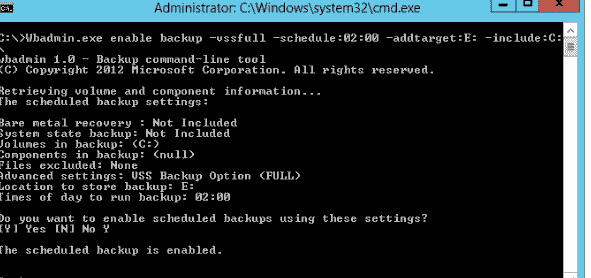 Administrator: C:\Windows\system32\cmd.exe
C:\>Wbadmin.exe enable backup -vssfull -schedule:02:00 -addtarget:E: -include:C:
\
wbadmin 1.0 - Backup command-line tool
(C) Copyright 2012 Microsoft Corporation. All rights reserved.
Retrieving volume and component information...
The scheduled backup settings:
Bare metal recovery : Not Included
System state backup: Not Included
Volumes in backup: (C:)
Components in backup: (null)
Files excluded: None
Advanced settings: VSS Backup Option (FULL)
Location to store backup: E:
Times of day to run backup: 02:00
Do you want to enable scheduled backups using these settings?
[Y] Yes [N] No Y
The scheduled backup is enabled.